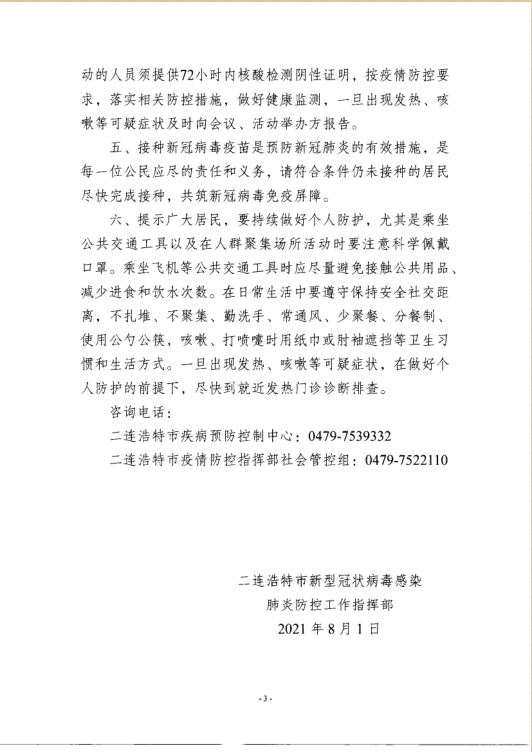 动的人员须提供72小时内核酸检测阴性证明，按疫情防控要
求，落实相关防控措施，做好健康监测，一旦出现发热、咳
嗽等可疑症状及时向会议、活动举办方报告。
五、接种新冠病毒疫苗是预防新冠肺炎的有效措施，是
每一位公民应尽的责任和义务，请符合条件仍未接种的居民
尽快完成接种，共筑新冠病毒免疫屏障。
六、提示广大居民，要持续做好个人防护，尤其是乘坐
公共交通工具以及在人群聚集场所活动时要注意科学佩戴
口罩。乘坐飞机等公共交通工具时应尽量避免接触公共用品、
减少进食和饮水次数。在日常生活中要遵守保持安全社交距
离，不扎堆、不聚集、勤洗手、常通风、少聚餐、分餐制、
使用公勺公筷，咳嗽、打喷嚏时用纸巾或肘袖遮挡等卫生习
惯和生活方式。一旦出现发热、咳嗽等可疑症状，在做好个
人防护的前提下，尽快到就近发热门诊诊断排查。
咨询电话：
二连浩特市疾病预防控制中心：0479-7539332
二连浩特市疫情防控指挥部社会管控组：0479-7522110
二连浩特市新型冠状病毒感染
肺炎防控工作指挥部
2021 年 8 月 1 日
- 3 -